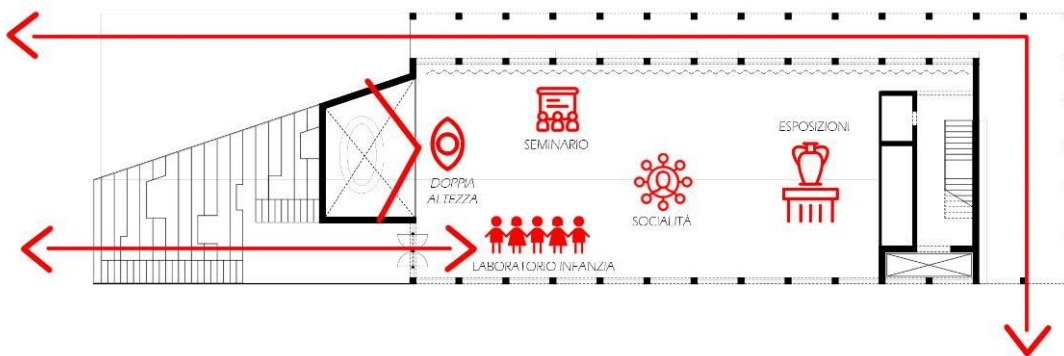 SEMINARIO
ESPOSIZIONI
DOPPIA
ALTEZZA
SOCIALITÀ
LABORATORIO INFANZIA